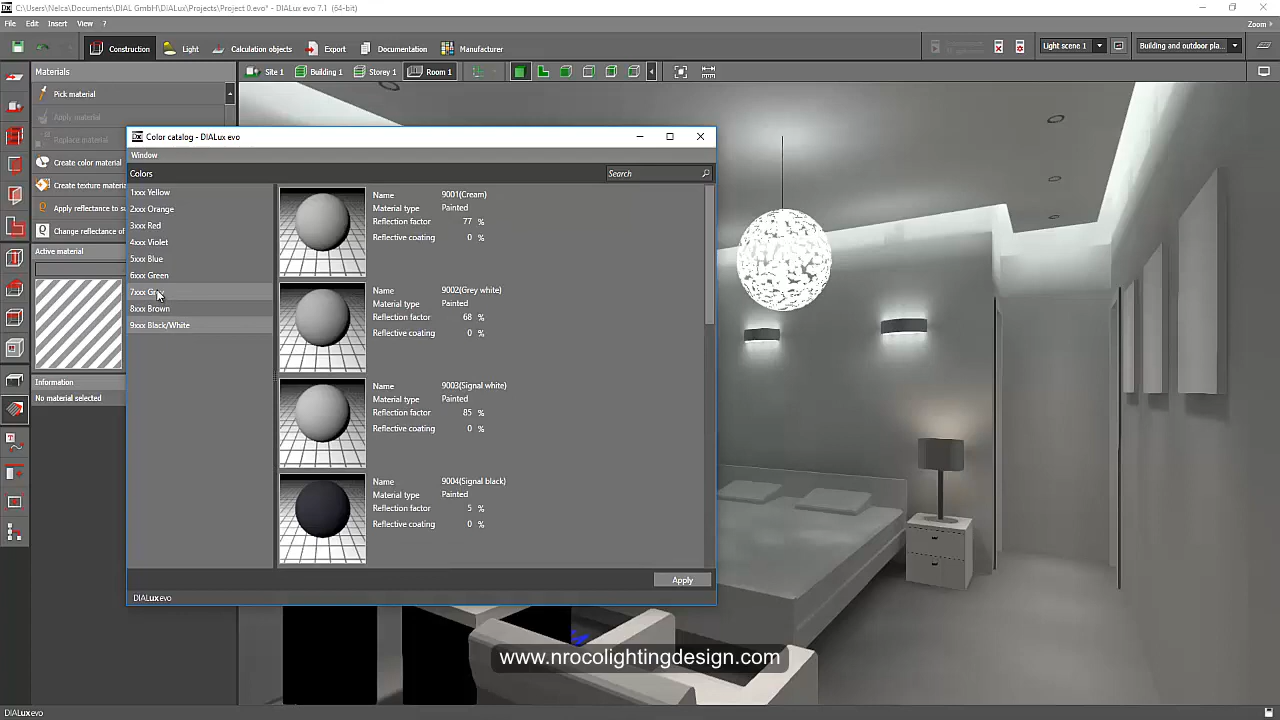 C:\Users\Nelca\Documents\DIAL GmbH\DIALux\Projects\Project 0.evo* - DIALux evo 7.1 (64-bit)
File Edit Insert View ?
Zoom
Construction Light Calculation objects Export Documentation Manufacturer
Light scene 1 Building and outdoor pla...
Materials
Site 1 Building 1 Storey 1 Room 1
Pick material
Apply material
Replace material
Create color material
Create texture materia
Apply reflectance to su
Change reflectance of
Active material
Information
No material selected
Color catalog - DIALux evo
Window
Colors
Search
1xxx Yellow
2xxx Orange
3xxx Red
4xxx Violet
5xxx Blue
6xxx Green
7xxx
8xxx Brown
9xxx Black/White
Name 9001(Cream)
Material type Painted
Reflection factor 77 %
Reflective coating 0 %
Name 9002(Grey white)
Material type Painted
Reflection factor 68 %
Reflective coating 0 %
Name 9003(Signal white)
Material type Painted
Reflection factor 85 %
Reflective coating 0 %
Name 9004(Signal black)
Material type Painted
Reflection factor 5 %
Reflective coating 0 %
Apply
DIALux evo
www.nrocolightingdesign.com
DIALux evo